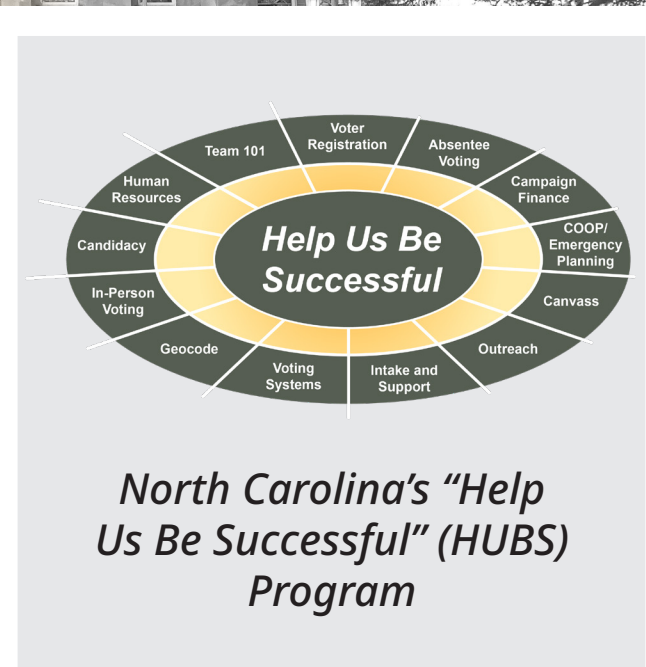 Voter
Registration
Absentee
Voting
Campaign
Finance
COOP/
Emergency
Planning
Canvass
Outreach
Intake and
Support
Voting
Systems
Geocode
In-Person
Voting
Candidacy
Human
Resources
Team 101
Help Us Be
Successful
North Carolina’s “Help
Us Be Successful” (HUBS)
Program